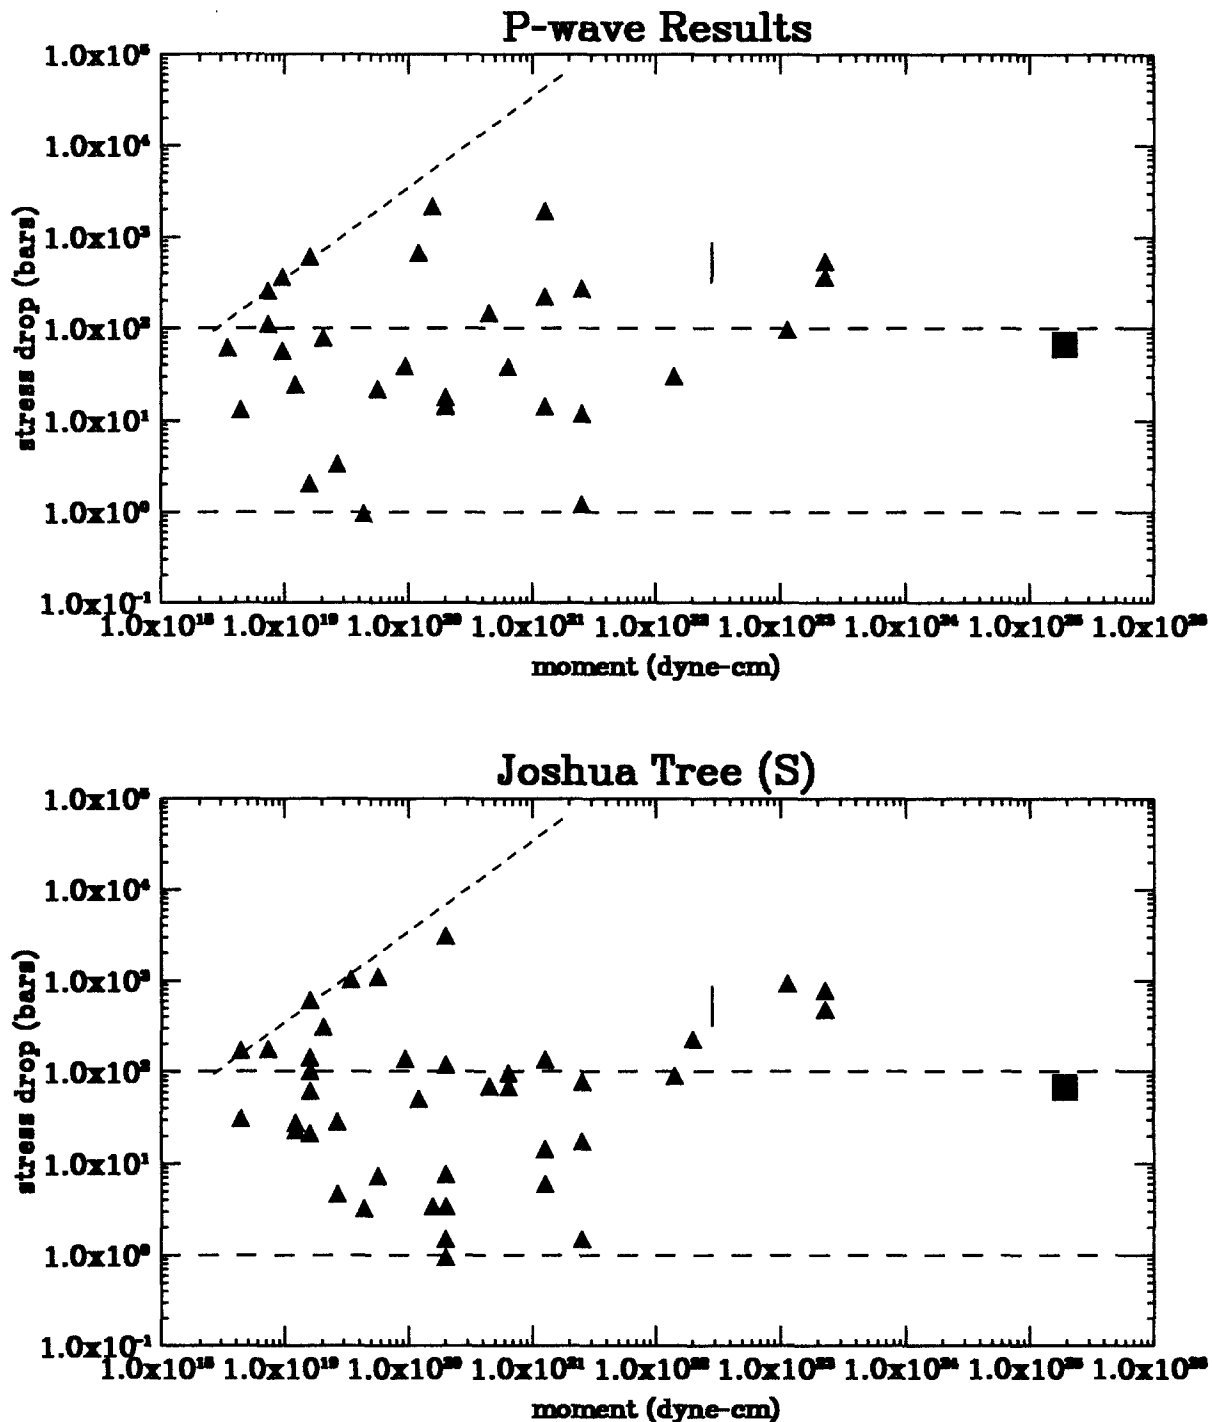 P-wave Results
1.0x10⁵
1.0x10⁴
1.0x10³
1.0x10²
1.0x10¹
1.0x10⁰
1.0x10⁻¹
stress drop (bars)
1.0x10¹⁸ 1.0x10¹⁹ 1.0x10²⁰ 1.0x10²¹ 1.0x10²² 1.0x10²³ 1.0x10²⁴ 1.0x10²⁵ 1.0x10²⁶
moment (dyne-cm)
Joshua Tree (S)
1.0x10⁵
1.0x10⁴
1.0x10³
1.0x10²
1.0x10¹
1.0x10⁰
1.0x10⁻¹
stress drop (bars)
1.0x10¹⁸ 1.0x10¹⁹ 1.0x10²⁰ 1.0x10²¹ 1.0x10²² 1.0x10²³ 1.0x10²⁴ 1.0x10²⁵ 1.0x10²⁶
moment (dyne-cm)